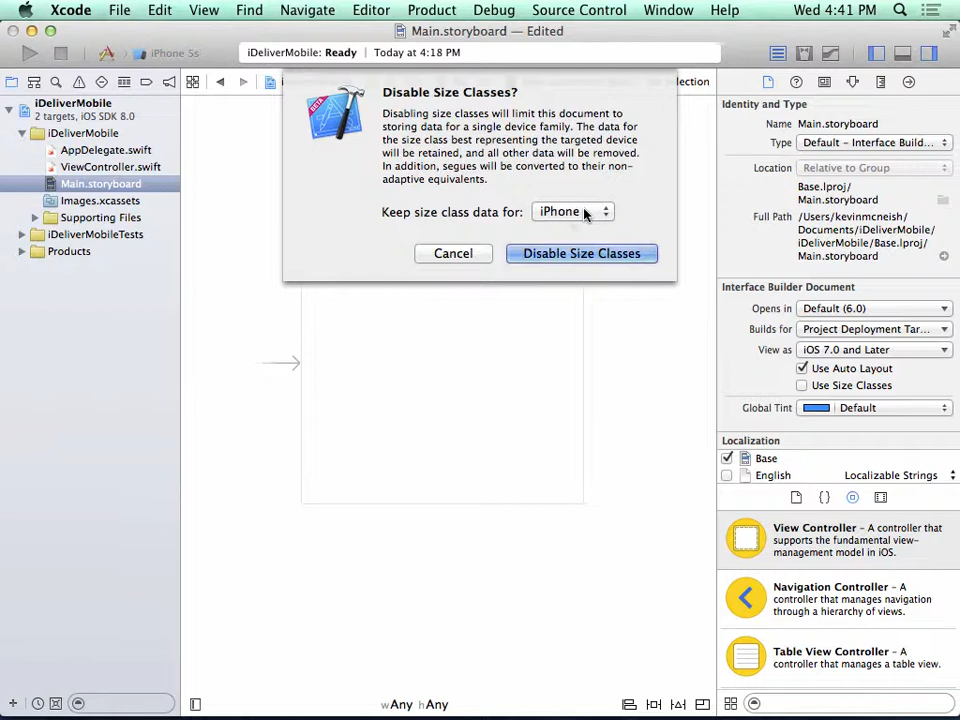 Xcode File Edit View Find Navigate Editor Product Debug Source Control Window Help Wed 4:41 PM
Main.storyboard — Edited
iPhone 5s
iDeliverMobile: Ready Today at 4:18 PM
lection
iDeliverMobile
2 targets, iOS SDK 8.0
iDeliverMobile
AppDelegate.swift
ViewController.swift
Main.storyboard
Images.xcassets
Supporting Files
iDeliverMobileTests
Products
BETA
Disable Size Classes?
Disabling size classes will limit this document to
storing data for a single device family. The data for
the size class best representing the targeted device
will be retained, and all other data will be removed.
In addition, segues will be converted to their non-
adaptive equivalents.
Keep size class data for: iPhone
Cancel Disable Size Classes
wAny hAny
Identity and Type
Name Main.storyboard
Type Default - Interface Build...
Location Relative to Group
Base.lproj/
Main.storyboard
Full Path /Users/kevinmcneish/
Documents/iDeliverMobile/
iDeliverMobile/Base.lproj/
Main.storyboard
Interface Builder Document
Opens in Default (6.0)
Builds for Project Deployment Tar...
View as iOS 7.0 and Later
Use Auto Layout
Use Size Classes
Global Tint Default
Localization
Base
English Localizable Strings
View Controller – A controller that
supports the fundamental view-
management model in iOS.
Navigation Controller – A
controller that manages navigation
through a hierarchy of views.
Table View Controller – A
controller that manages a table view.